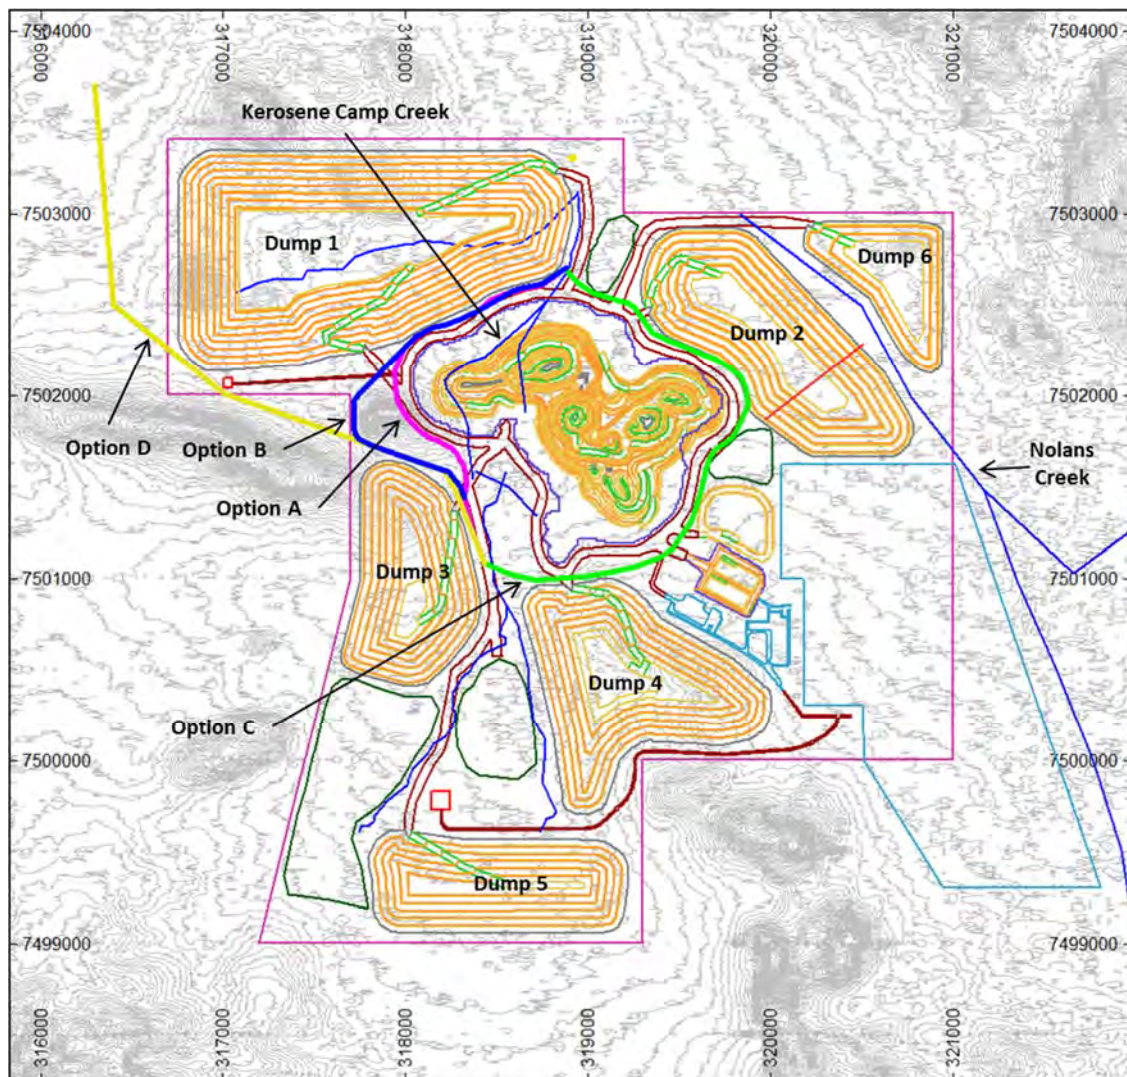 7504000
316000
317000
318000
319000
320000
321000
7504000
Kerosene Camp Creek
7503000
Dump 1
Dump 6
7503000
Dump 2
7502000
Option D
Option B
Option A
7502000
Nolans
Creek
7501000
Dump 3
7501000
Dump 4
Option C
7500000
7500000
Dump 5
7499000
7499000
316000
317000
318000
319000
320000
321000